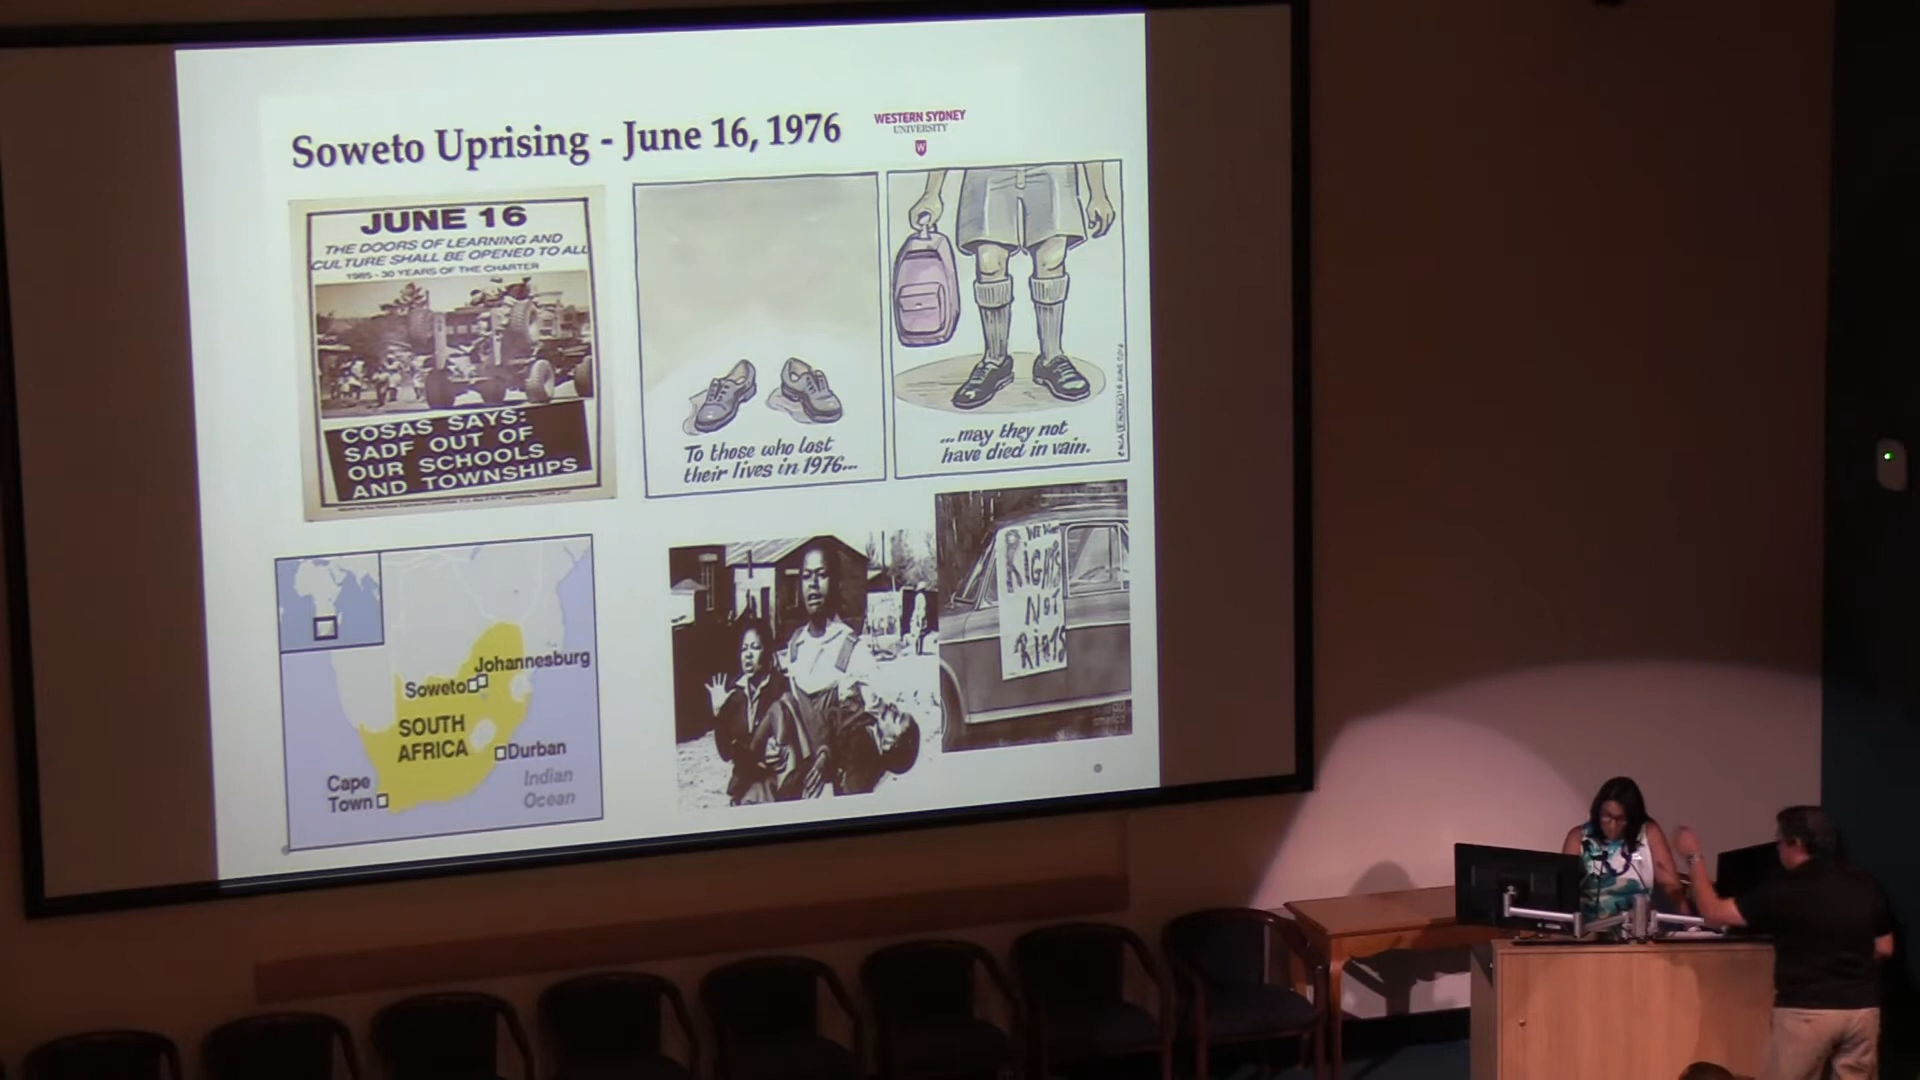 Soweto Uprising - June 16, 1976
WESTERN SYDNEY
UNIVERSITY
W
JUNE 16
THE DOORS OF LEARNING AND
CULTURE SHALL BE OPENED TO ALL
1985 - 30 YEARS OF THE CHARTER
COSAS SAYS:
SADF OUT OF
OUR SCHOOLS
AND TOWNSHIPS
To those who lost
their lives in 1976...
...may they not
have died in vain.
Johannesburg
Soweto
SOUTH
AFRICA
Durban
Cape
Town
Indian
Ocean
WE
RIGHTS
NOT
RIOTS